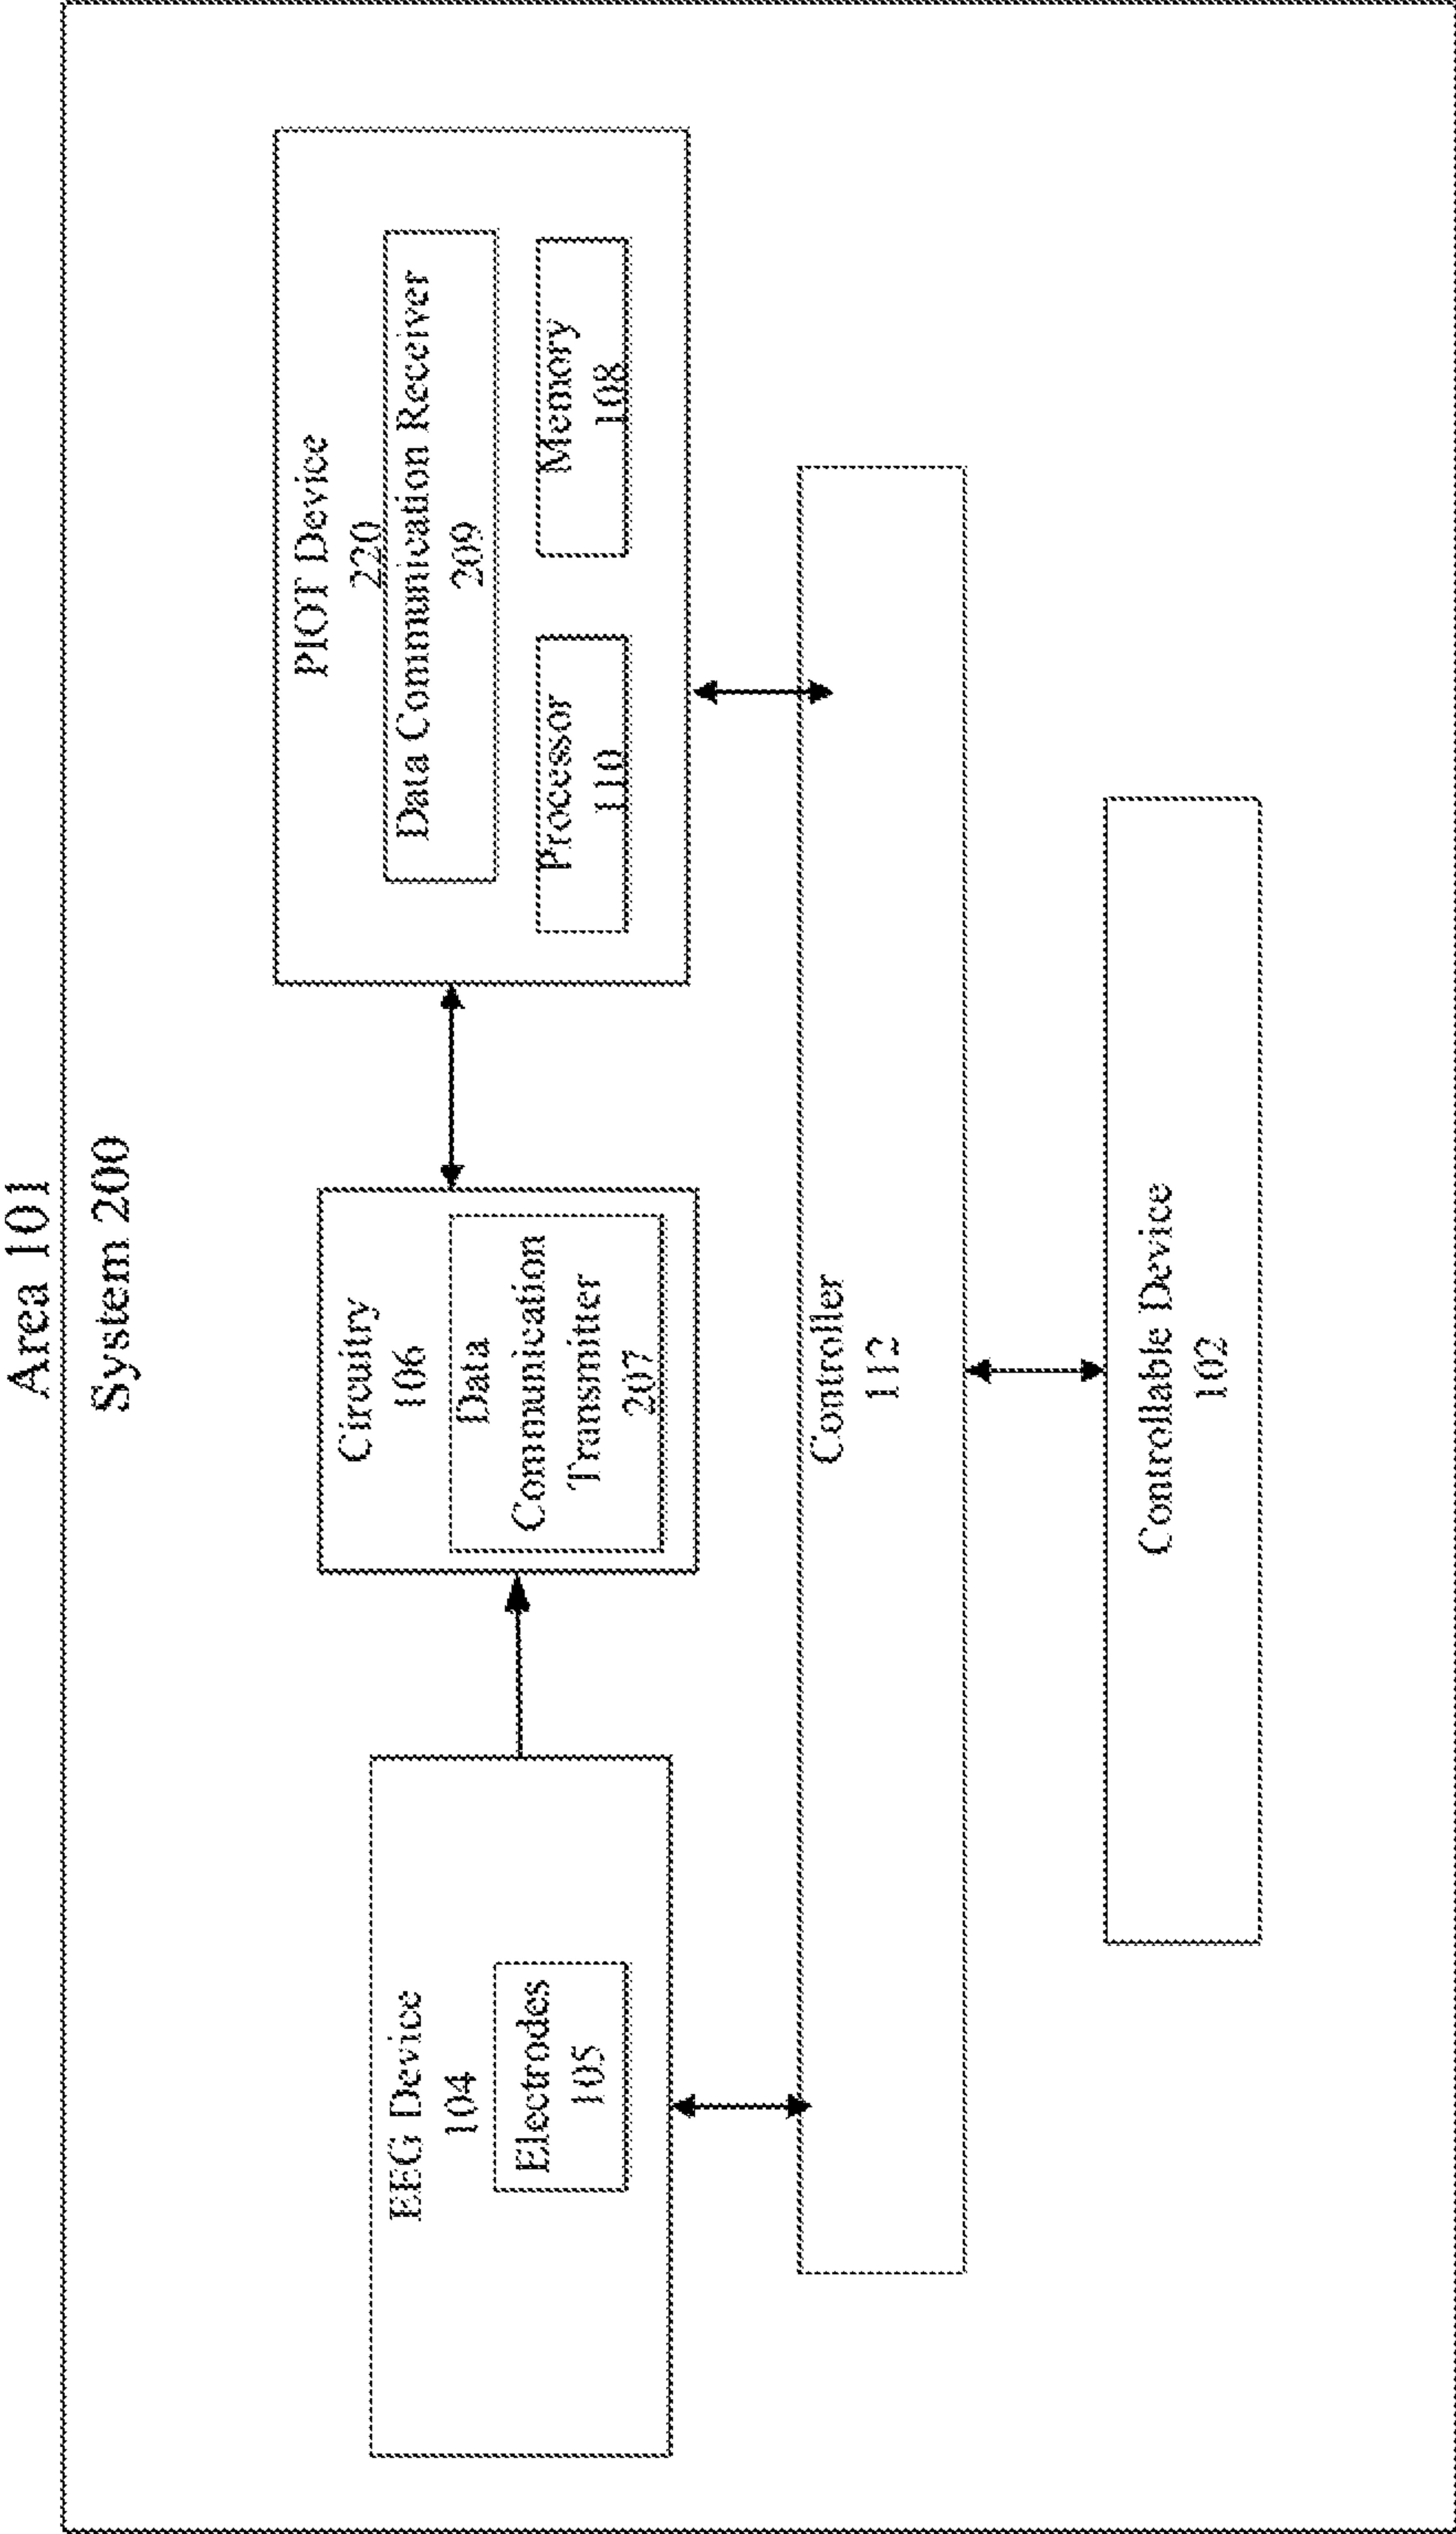 Area 101
System 200
EEG Device
104
Electrodes
105
Circuitry
106
Data
Communication
Transmitter
207
PIOT Device
220
Data Communication Receiver
209
Processor
110
Memory
108
Controller
112
Controllable Device
102